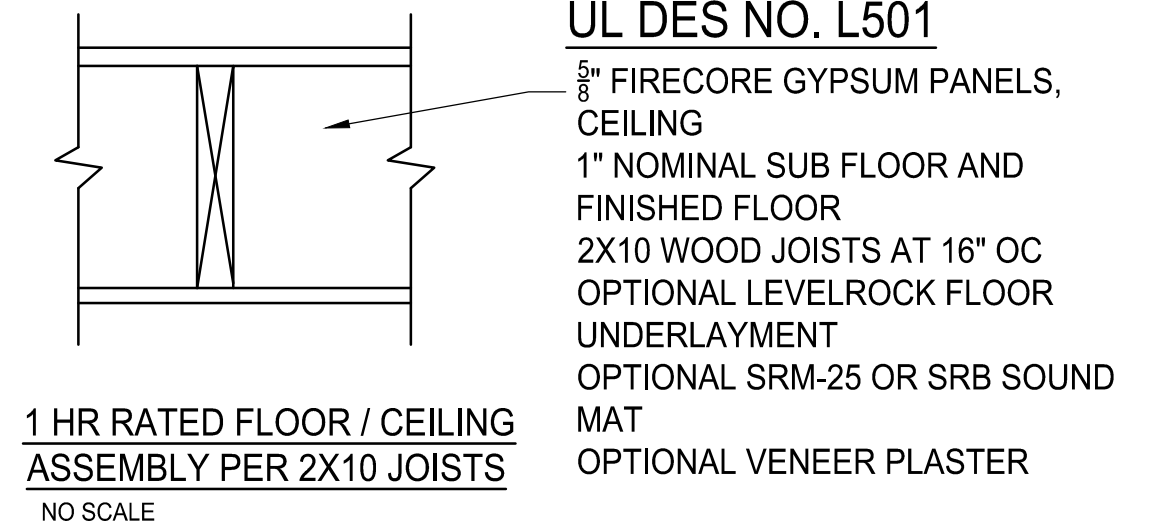 UL DES NO. L501
5/8" FIRECORE GYPSUM PANELS,
CEILING
1" NOMINAL SUB FLOOR AND
FINISHED FLOOR
2X10 WOOD JOISTS AT 16" OC
OPTIONAL LEVELROCK FLOOR
UNDERLAYMENT
OPTIONAL SRM-25 OR SRB SOUND
MAT
OPTIONAL VENEER PLASTER
1 HR RATED FLOOR / CEILING
ASSEMBLY PER 2X10 JOISTS
NO SCALE